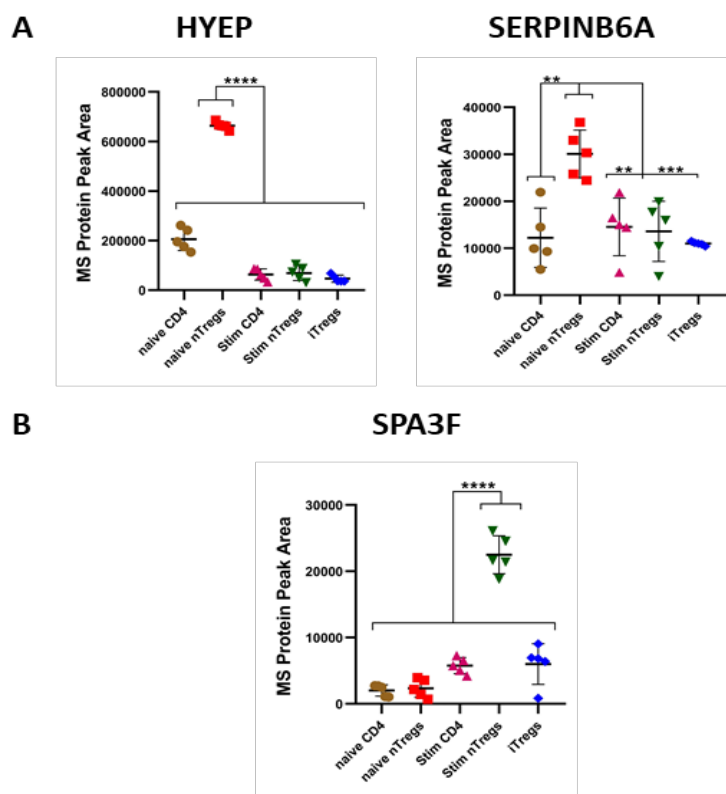 A
HYEP
SERPINB6A
MS Protein Peak Area
800000
600000
400000
200000
0
****
naive CD4
naive nTregs
Stim CD4
Stim nTregs
iTregs
MS Protein Peak Area
40000
30000
20000
10000
0
**
**
***
naive CD4
naive nTregs
Stim CD4
Stim nTregs
iTregs
B
SPA3F
MS Protein Peak Area
30000
20000
10000
0
****
naive CD4
naive nTregs
Stim CD4
Stim nTregs
iTregs